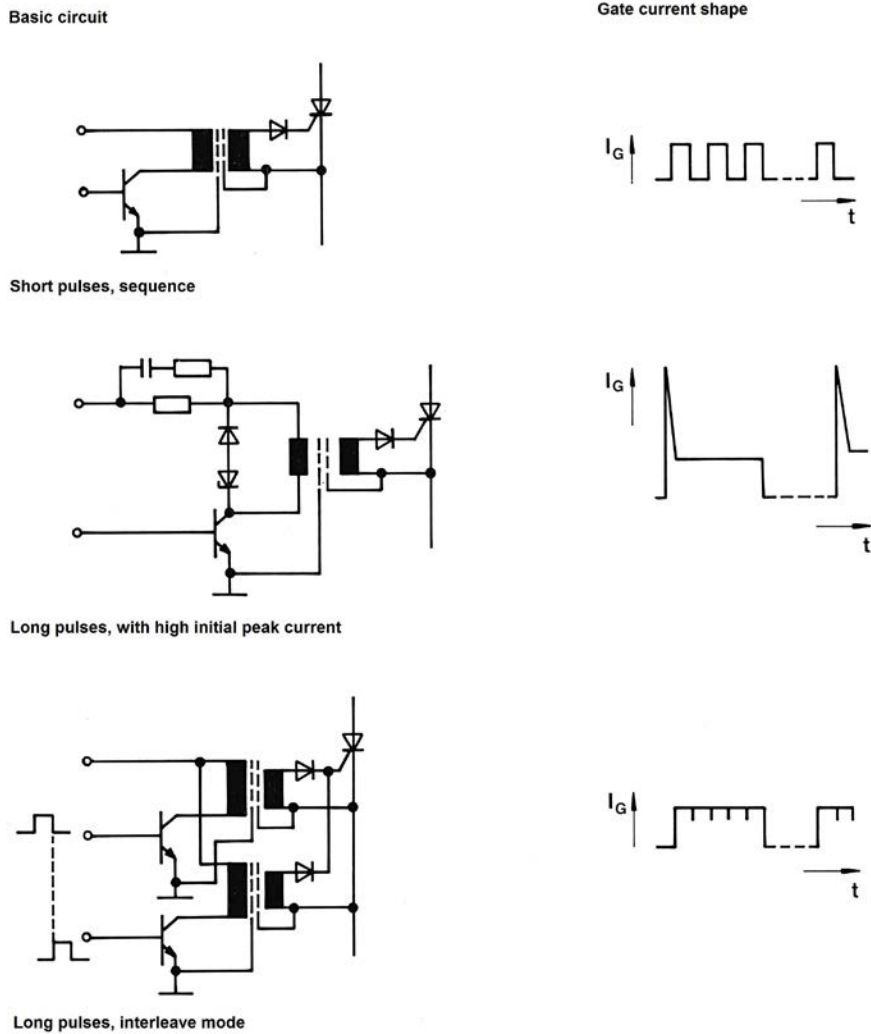 Basic circuit
Gate current shape
I_G
t
Short pulses, sequence
I_G
t
Long pulses, with high initial peak current
I_G
t
Long pulses, interleave mode